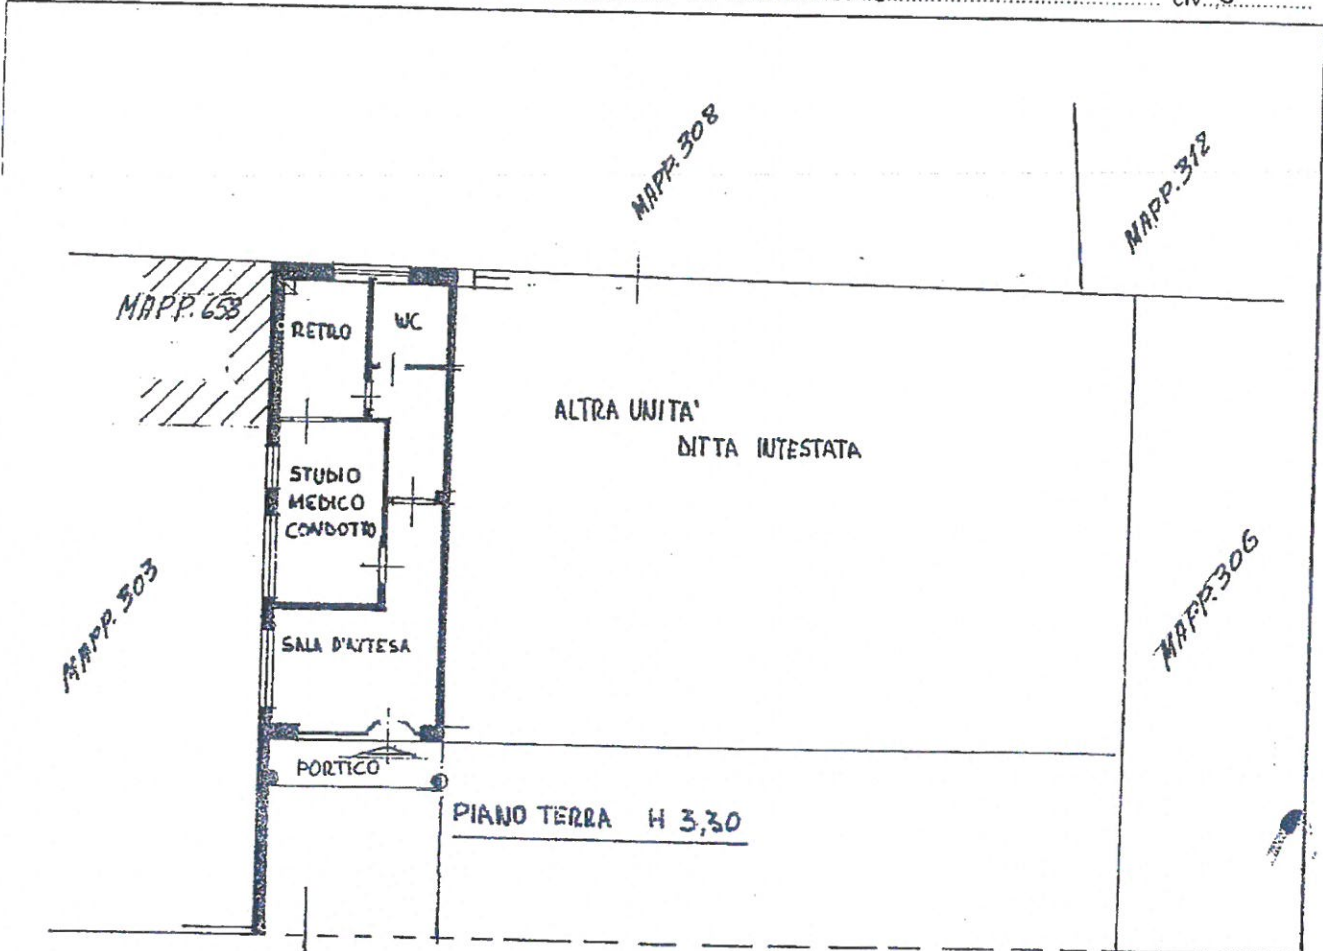 MAPP. 308
MAPP. 312
MAPP. 658
RETRO
WC
ALTRA UNITA'
DITTA INTESTATA
STUDIO
MEDICO
CONDOTTO
MAPP. 303
MAPP. 306
SALA D'ATTESA
PORTICO
PIANO TERRA H 3,30